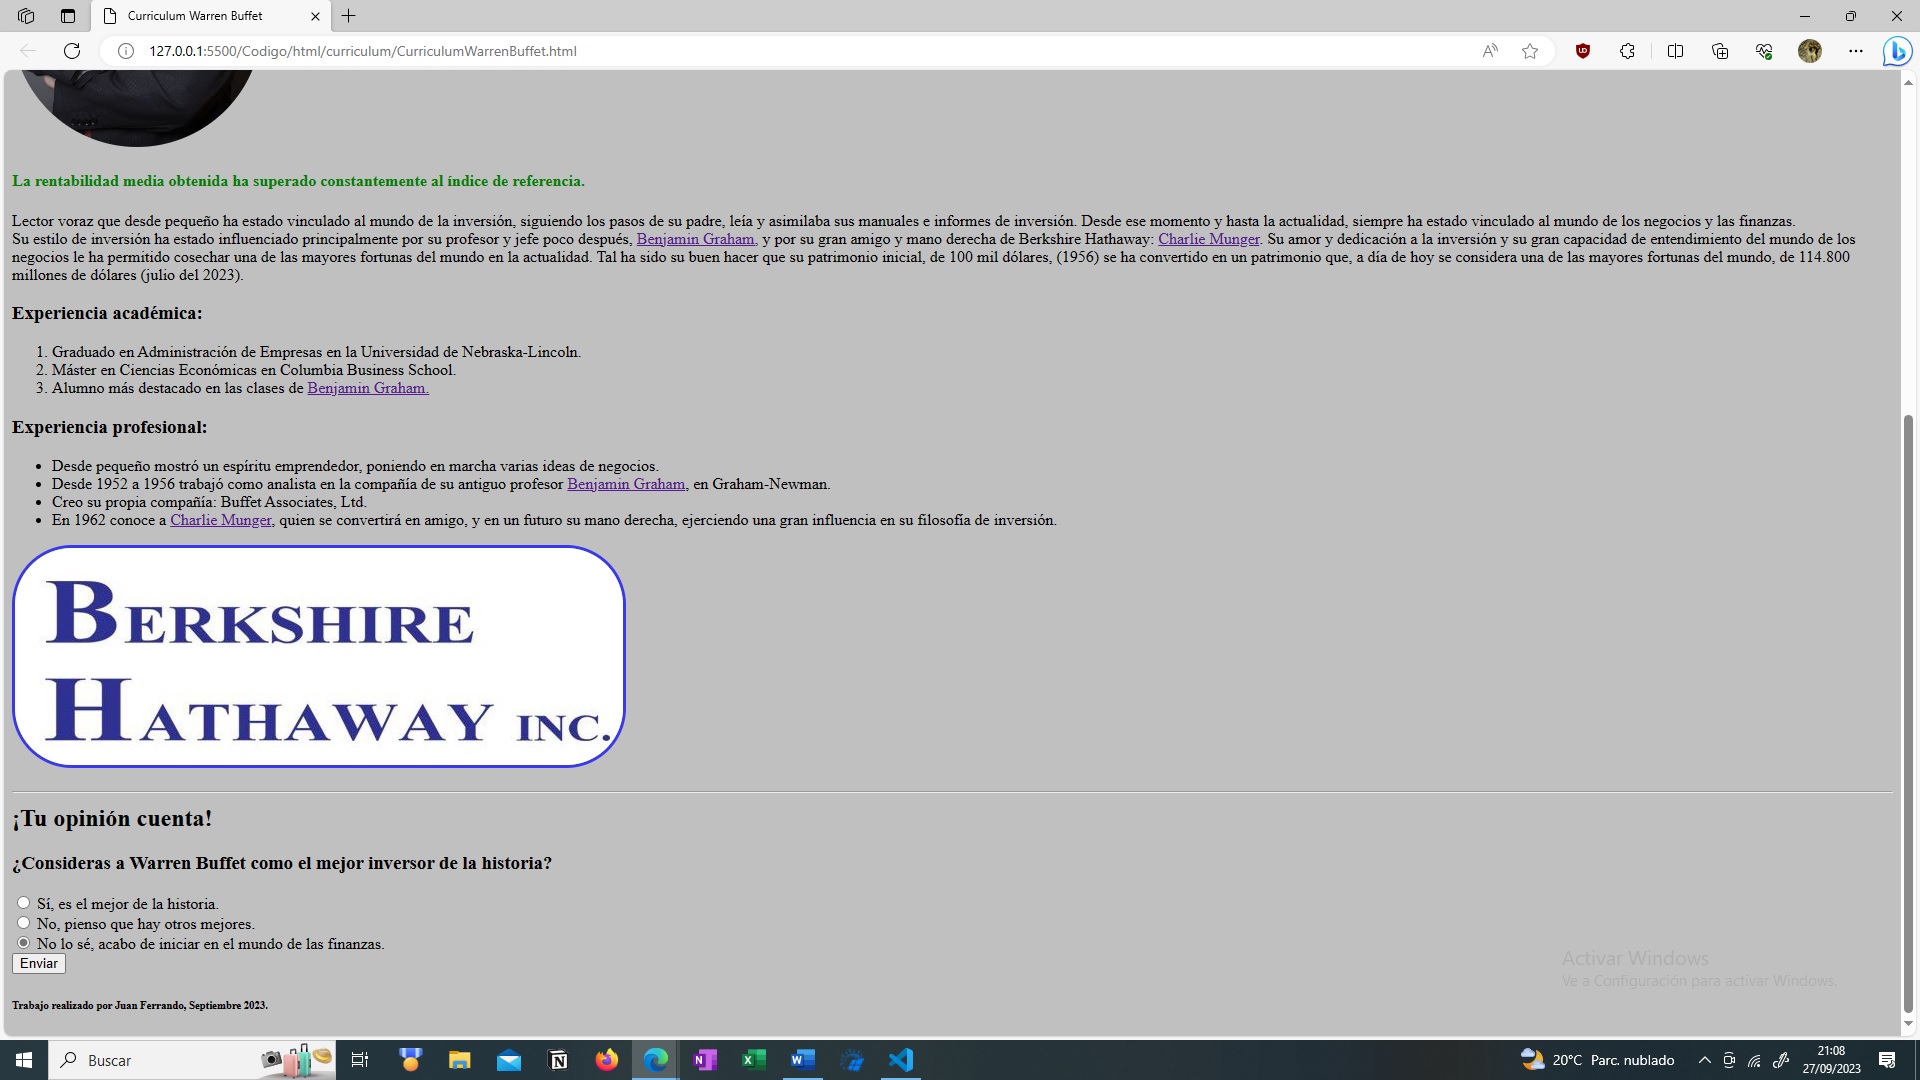 Curriculum Warren Buffet
127.0.0.1:5500/Codigo/html/curriculum/CurriculumWarrenBuffet.html
La rentabilidad media obtenida ha superado constantemente al índice de referencia.
Lector voraz que desde pequeño ha estado vinculado al mundo de la inversión, siguiendo los pasos de su padre, leía y asimilaba sus manuales e informes de inversión. Desde ese momento y hasta la actualidad, siempre ha estado vinculado al mundo de los negocios y las finanzas.
Su estilo de inversión ha estado influenciado principalmente por su profesor y jefe poco después, Benjamin Graham, y por su gran amigo y mano derecha de Berkshire Hathaway: Charlie Munger. Su amor y dedicación a la inversión y su gran capacidad de entendimiento del mundo de los
negocios le ha permitido cosechar una de las mayores fortunas del mundo en la actualidad. Tal ha sido su buen hacer que su patrimonio inicial, de 100 mil dólares, (1956) se ha convertido en un patrimonio que, a día de hoy se considera una de las mayores fortunas del mundo, de 114.800
millones de dólares (julio del 2023).
Experiencia académica:
1. Graduado en Administración de Empresas en la Universidad de Nebraska-Lincoln.
2. Máster en Ciencias Económicas en Columbia Business School.
3. Alumno más destacado en las clases de Benjamin Graham.
Experiencia profesional:
• Desde pequeño mostró un espíritu emprendedor, poniendo en marcha varias ideas de negocios.
• Desde 1952 a 1956 trabajó como analista en la compañía de su antiguo profesor Benjamin Graham, en Graham-Newman.
• Creo su propia compañía: Buffet Associates, Ltd.
• En 1962 conoce a Charlie Munger, quien se convertirá en amigo, y en un futuro su mano derecha, ejerciendo una gran influencia en su filosofía de inversión.
BERKSHIRE
HATHAWAY INC.
¡Tu opinión cuenta!
¿Consideras a Warren Buffet como el mejor inversor de la historia?
Sí, es el mejor de la historia.
No, pienso que hay otros mejores.
No lo sé, acabo de iniciar en el mundo de las finanzas.
Enviar
Activar Windows
Ve a Configuración para activar Windows.
Trabajo realizado por Juan Ferrando, Septiembre 2023.
Buscar
20°C Parc. nublado
21:08
27/09/2023